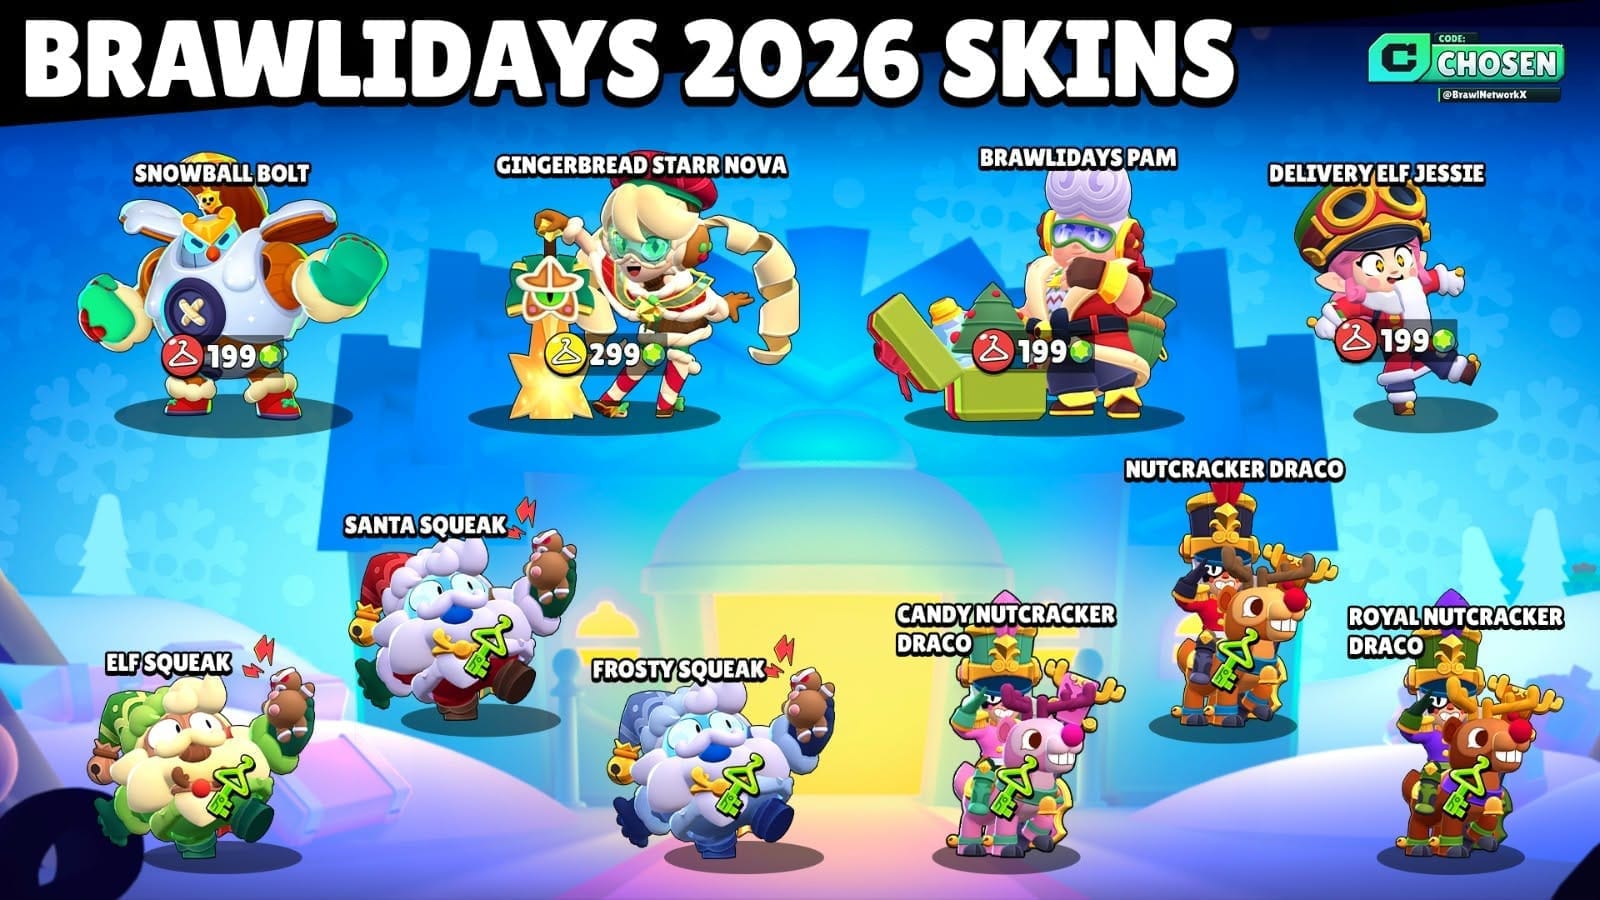 BRAWLIDAYS 2026 SKINS
CODE:
CHOSEN
@BrawlNetworkX
SNOWBALL BOLT
GINGERBREAD STARR NOVA
BRAWLIDAYS PAM
DELIVERY ELF JESSIE
199
299
199
199
SANTA SQUEAK
NUTCRACKER DRACO
ELF SQUEAK
FROSTY SQUEAK
CANDY NUTCRACKER
DRACO
ROYAL NUTCRACKER
DRACO